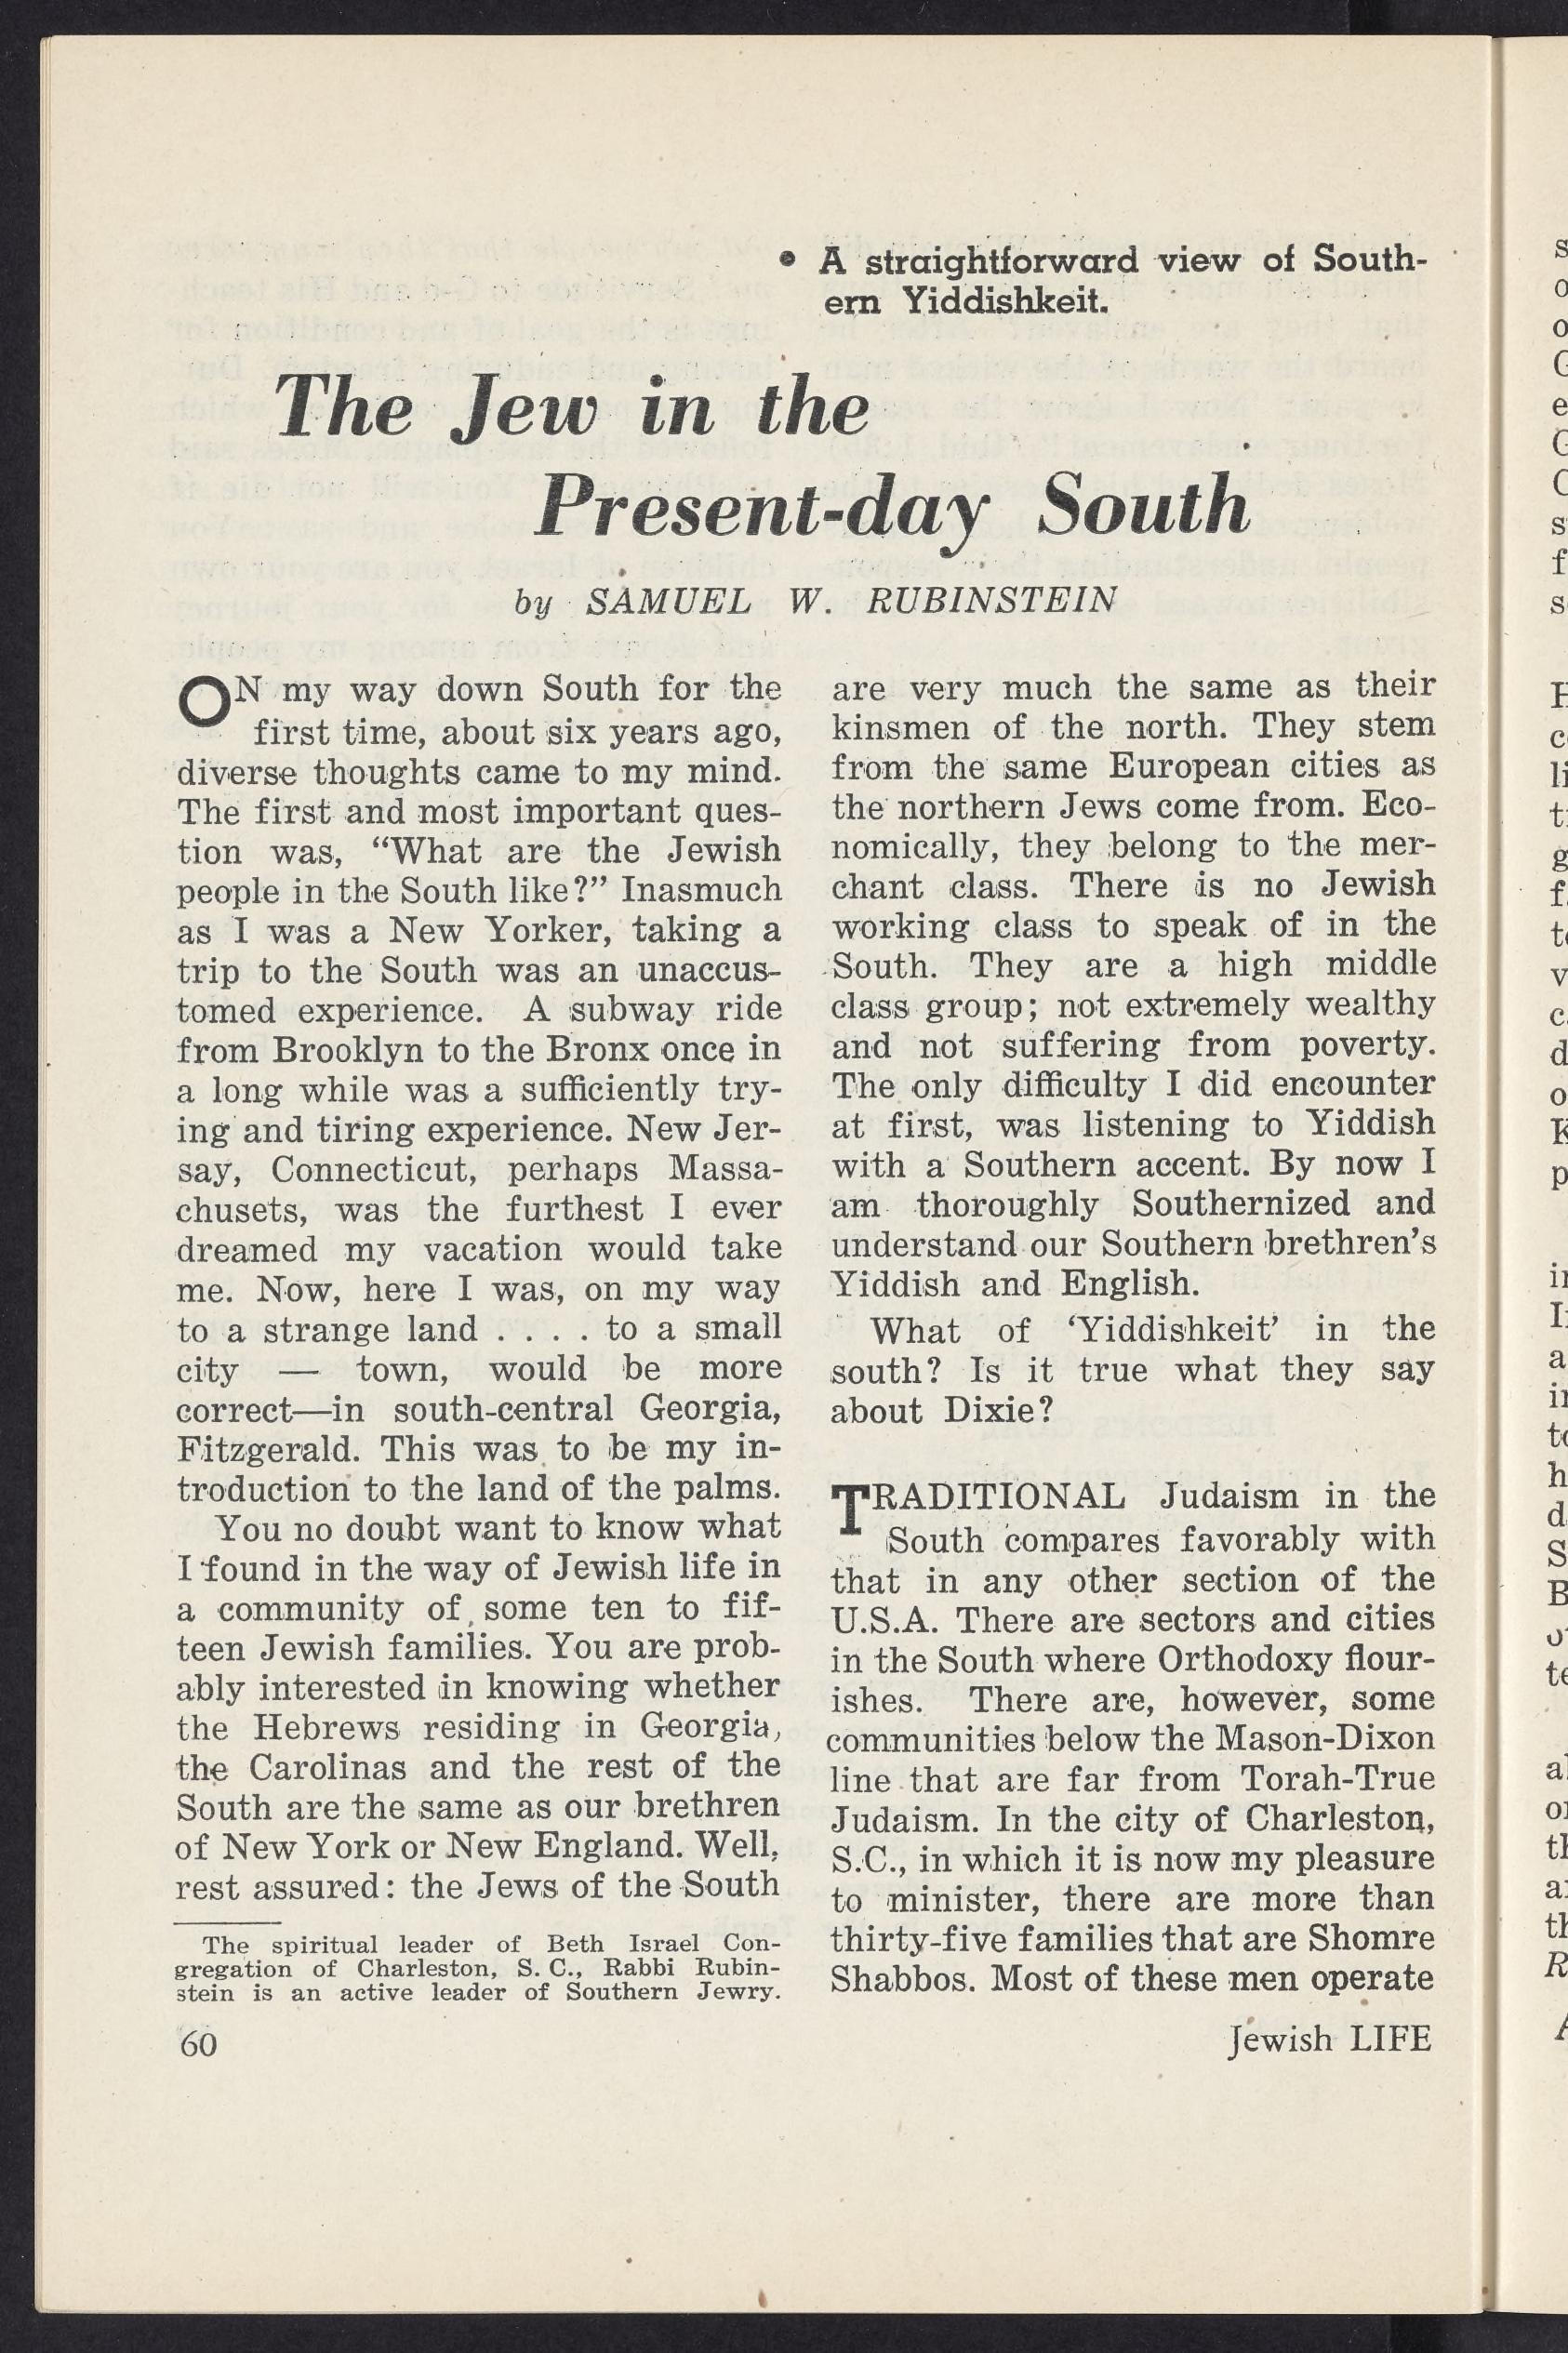 • A straightforward view of South-
ern Yiddishkeit.
The Jew in the
Present-day South
by SAMUEL W. RUBINSTEIN
ON my way down South for the
first time, about six years ago,
diverse thoughts came to my mind.
The first and most important ques-
tion was, “What are the Jewish
people in the South like?” Inasmuch
as I was a New Yorker, taking a
trip to the South was an unaccus-
tomed experience. A subway ride
from Brooklyn to the Bronx once in
a long while was a sufficiently try-
ing and tiring experience. New Jer-
say, Connecticut, perhaps Massa-
chusets, was the furthest I ever
dreamed my vacation would take
me. Now, here I was, on my way
to a strange land . . . . to a small
city — town, would be more
correct—in south-central Georgia,
Fitzgerald. This was to be my in-
troduction to the land of the palms.
You no doubt want to know what
I found in the way of Jewish life in
a community of some ten to fif-
teen Jewish families. You are prob-
ably interested in knowing whether
the Hebrews residing in Georgia,
the Carolinas and the rest of the
South are the same as our brethren
of New York or New England. Well,
rest assured: the Jews of the South
The spiritual leader of Beth Israel Con-
gregation of Charleston, S. C., Rabbi Rubin-
stein is an active leader of Southern Jewry.
are very much the same as their
kinsmen of the north. They stem
from the same European cities as
the northern Jews come from. Eco-
nomically, they belong to the mer-
chant class. There is no Jewish
working class to speak of in the
South. They are a high middle
class group; not extremely wealthy
and not suffering from poverty.
The only difficulty I did encounter
at first, was listening to Yiddish
with a Southern accent. By now I
am thoroughly Southernized and
understand our Southern brethren’s
Yiddish and English.
What of ‘Yiddishkeit’ in the
south? Is it true what they say
about Dixie?
TRADITIONAL Judaism in the
South compares favorably with
that in any other section of the
U.S.A. There are sectors and cities
in the South where Orthodoxy flour-
ishes. There are, however, some
communities below the Mason-Dixon
line that are far from Torah-True
Judaism. In the city of Charleston,
S.C., in which it is now my pleasure
to minister, there are more than
thirty-five families that are Shomre
Shabbos. Most of these men operate
60
Jewish LIFE